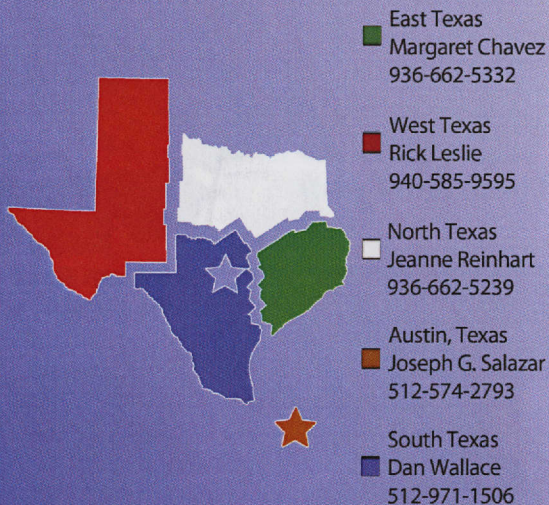 East Texas
Margaret Chavez
936-662-5332
West Texas
Rick Leslie
940-585-9595
North Texas
Jeanne Reinhart
936-662-5239
Austin, Texas
Joseph G. Salazar
512-574-2793
South Texas
Dan Wallace
512-971-1506